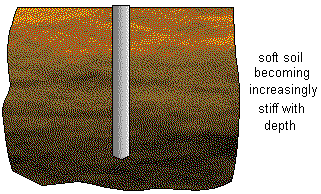 soft soil
becoming
increasingly
stiff with
depth